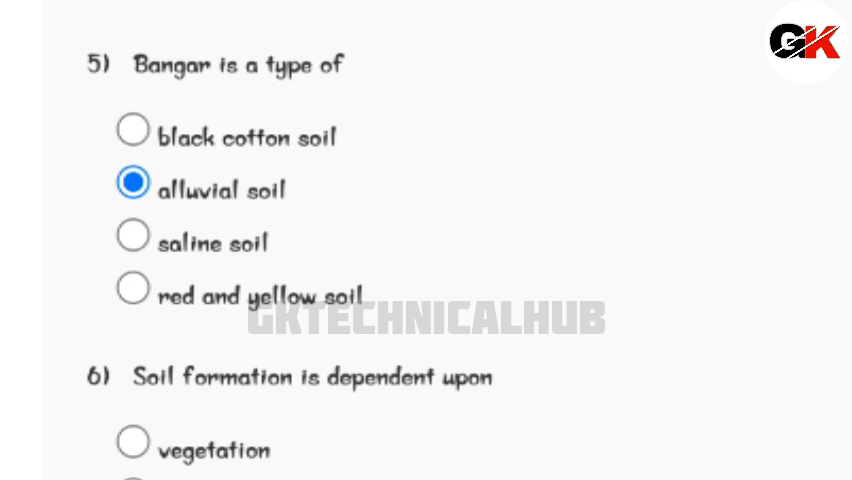 GK
5) Bangar is a type of
black cotton soil
alluvial soil
saline soil
red and yellow soil
GKTECHNICALHUB
6) Soil formation is dependent upon
vegetation